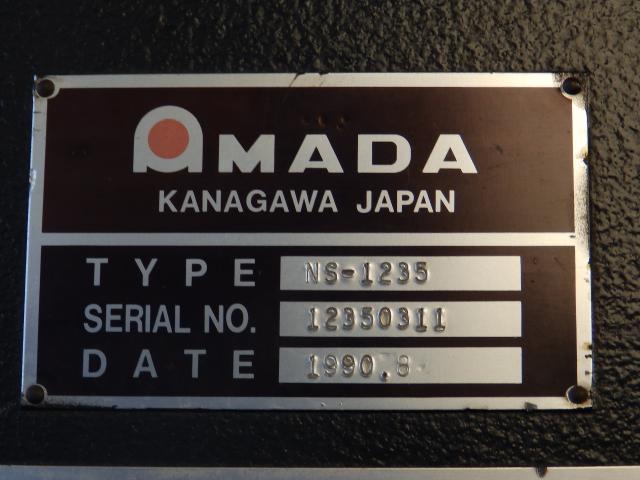 AMADA
KANAGAWA JAPAN
TYPE NS-1235
SERIAL NO. 12350311
DATE 1990.8